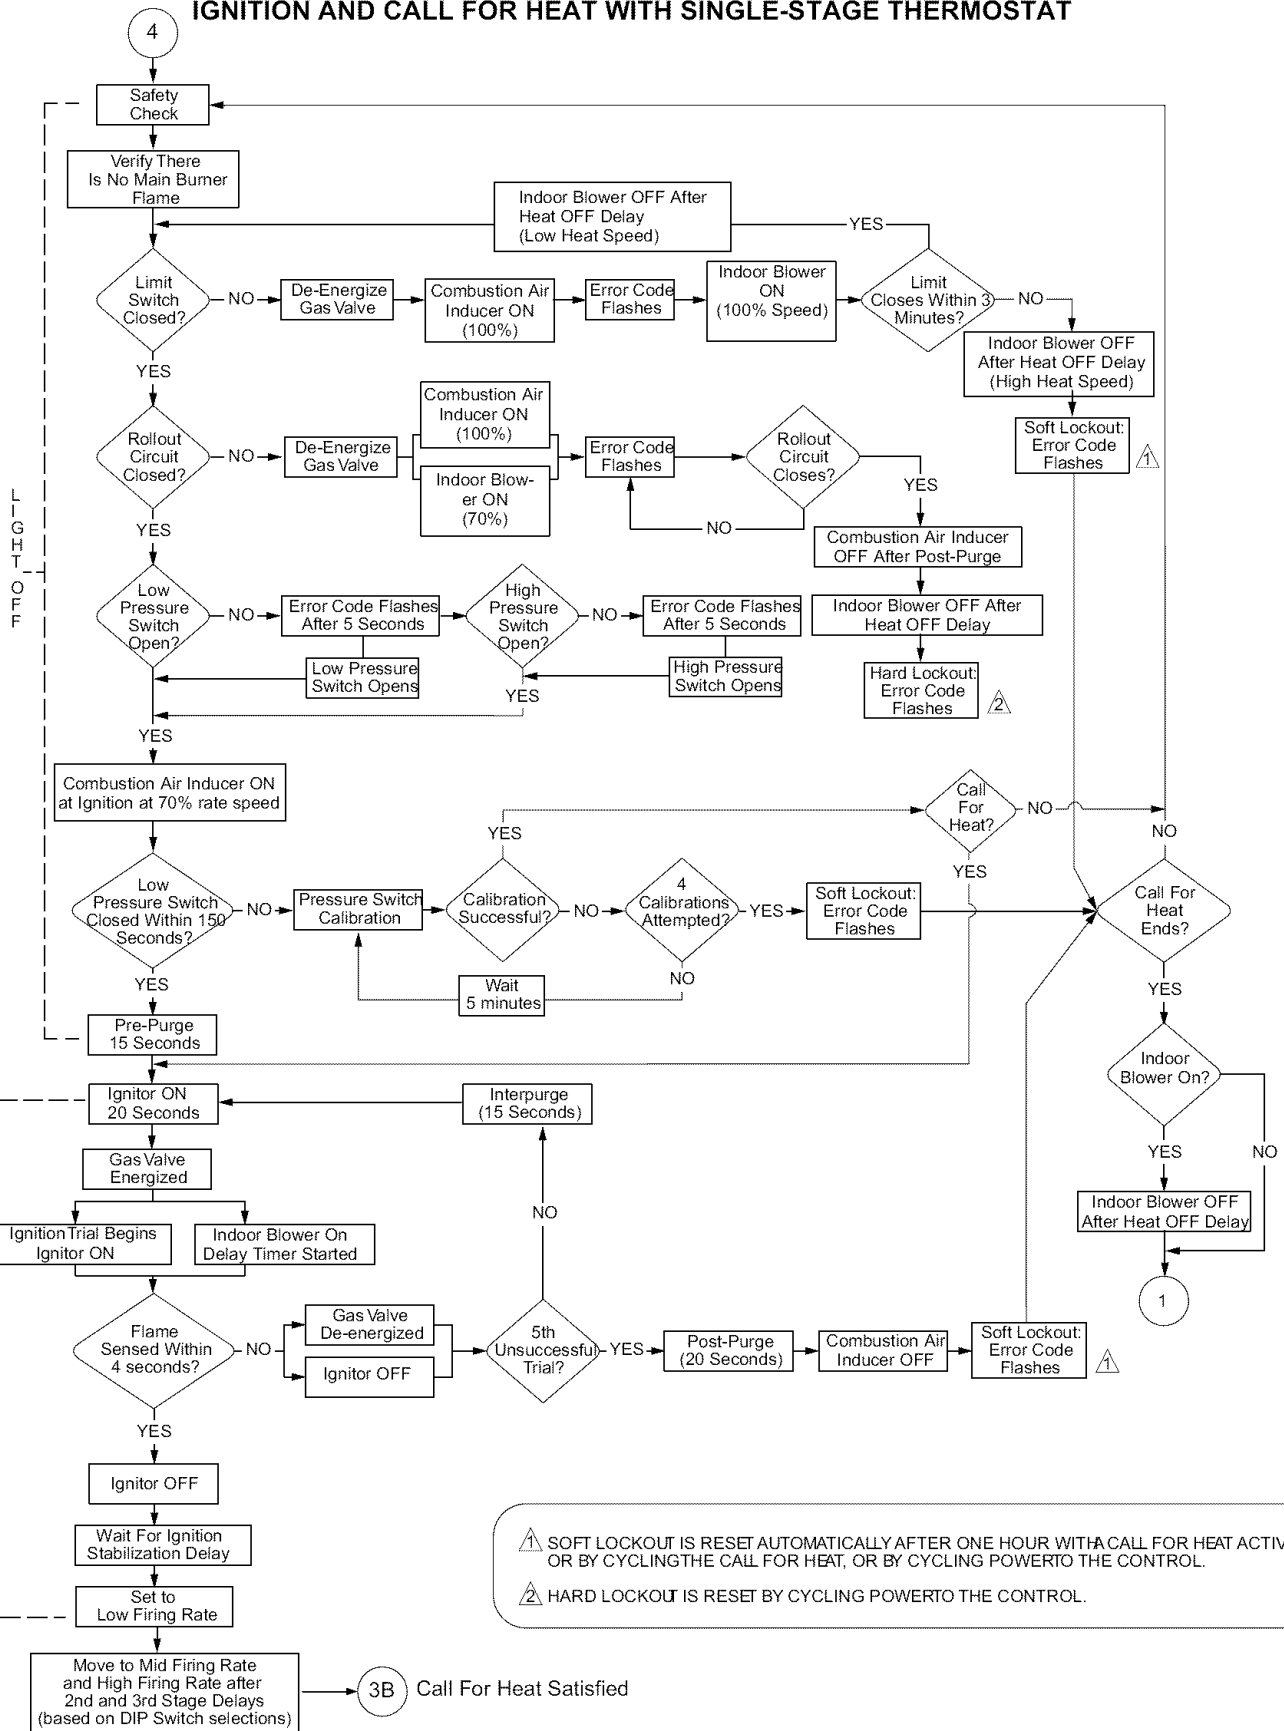 IGNITION AND CALL FOR HEAT WITH SINGLE-STAGE THERMOSTAT
4
Safety
Check
Verify There
Is No Main Burner
Flame
Indoor Blower OFF After
Heat OFF Delay
(Low Heat Speed)
YES
Limit
Switch
Closed?
NO
De-Energize
Gas Valve
Combustion Air
Inducer ON
(100%)
Error Code
Flashes
Indoor Blower
ON
(100% Speed)
Limit
Closes Within 3
Minutes?
NO
Indoor Blower OFF
After Heat OFF Delay
(High Heat Speed)
Soft Lockout:
Error Code
Flashes
1
YES
Rollout
Circuit
Closed?
NO
De-Energize
Gas Valve
Combustion Air
Inducer ON
(100%)
Indoor Blow-
er ON
(70%)
Error Code
Flashes
Rollout
Circuit
Closes?
NO
YES
Combustion Air Inducer
OFF After Post-Purge
Indoor Blower OFF After
Heat OFF Delay
Hard Lockout:
Error Code
Flashes
2
LIGHT OFF
YES
Low
Pressure
Switch
Open?
NO
Error Code Flashes
After 5 Seconds
Low Pressure
Switch Opens
High
Pressure
Switch
Open?
NO
Error Code Flashes
After 5 Seconds
High Pressure
Switch Opens
YES
YES
Combustion Air Inducer ON
at Ignition at 70% rate speed
Low
Pressure Switch
Closed Within 150
Seconds?
NO
Pressure Switch
Calibration
YES
Calibration
Successful?
NO
4
Calibrations
Attempted?
YES
Soft Lockout:
Error Code
Flashes
NO
Wait
5 minutes
Call
For
Heat?
NO
YES
NO
Call For
Heat
Ends?
YES
Indoor
Blower On?
YES
NO
Indoor Blower OFF
After Heat OFF Delay
1
YES
Pre-Purge
15 Seconds
Ignitor ON
20 Seconds
Interpurge
(15 Seconds)
Gas Valve
Energized
Ignition Trial Begins
Ignitor ON
Indoor Blower On
Delay Timer Started
NO
Flame
Sensed Within
4 seconds?
NO
Gas Valve
De-energized
Ignitor OFF
5th
Unsuccessful
Trial?
YES
Post-Purge
(20 Seconds)
Combustion Air
Inducer OFF
Soft Lockout:
Error Code
Flashes
1
YES
Ignitor OFF
Wait For Ignition
Stabilization Delay
Set to
Low Firing Rate
Move to Mid Firing Rate
and High Firing Rate after
2nd and 3rd Stage Delays
(based on DIP Switch selections)
3B Call For Heat Satisfied
1 SOFT LOCKOUT IS RESET AUTOMATICALLY AFTER ONE HOUR WITH A CALL FOR HEAT ACTIV
OR BY CYCLING THE CALL FOR HEAT, OR BY CYCLING POWER TO THE CONTROL.
2 HARD LOCKOUT IS RESET BY CYCLING POWER TO THE CONTROL.